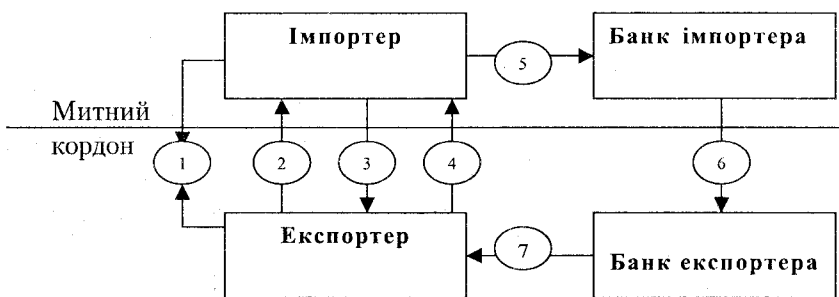 Імпортер
Банк імпортера
5
Митний
кордон
1
2
3
4
6
Експортер
7
Банк експортера